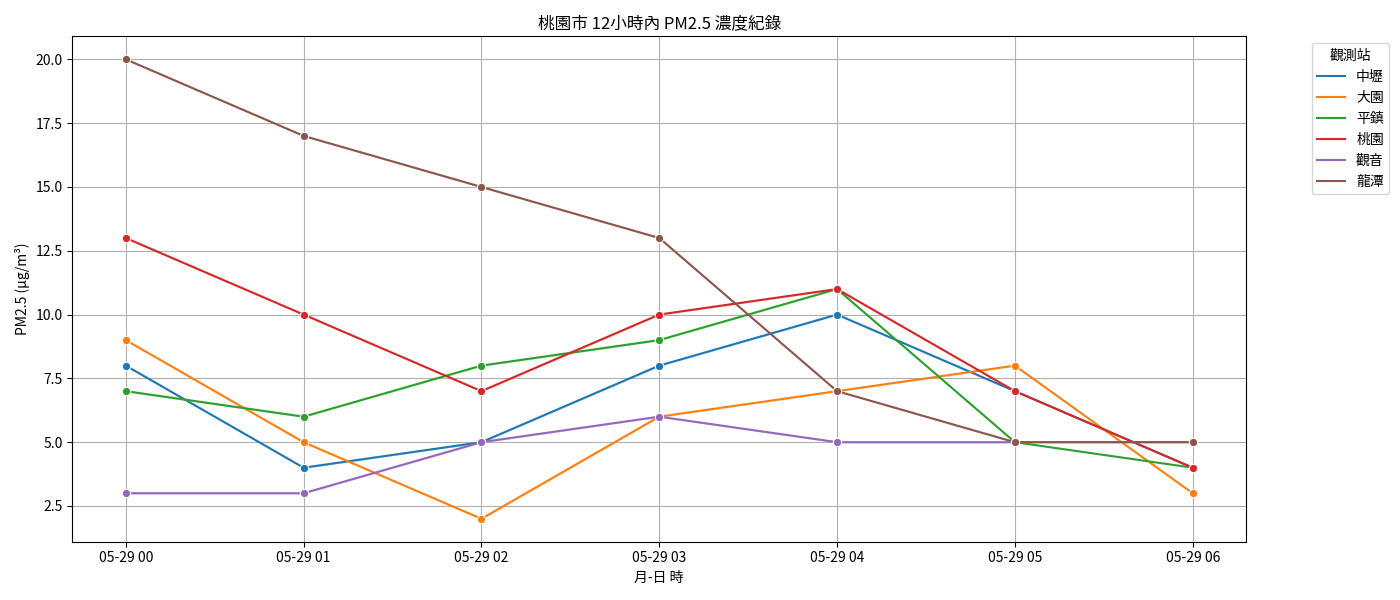 桃園市 12小時內 PM2.5 濃度紀錄
PM2.5 (μg/m³)
20.0
17.5
15.0
12.5
10.0
7.5
5.0
2.5
05-29 00
05-29 01
05-29 02
05-29 03
05-29 04
05-29 05
05-29 06
月-日 時
觀測站
中壢
大園
平鎮
桃園
觀音
龍潭